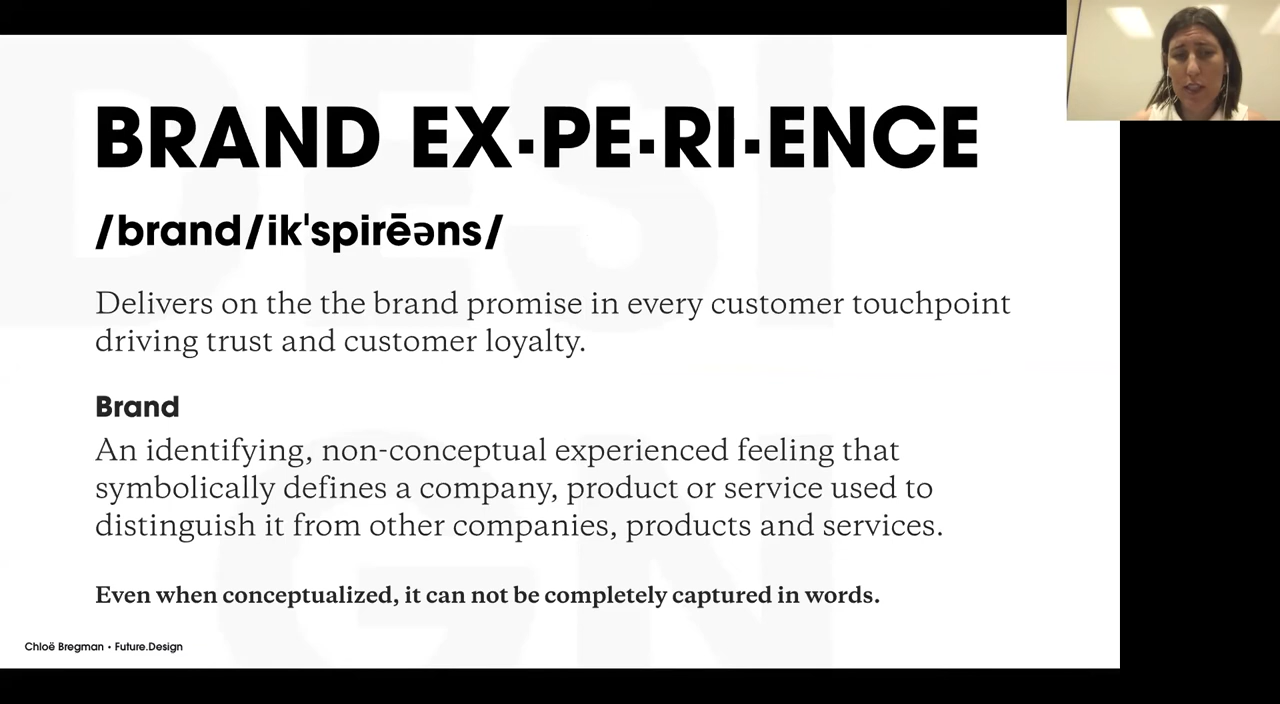 BRAND EX·PE·RI·ENCE
/brand/ik'spirēəns/
Delivers on the the brand promise in every customer touchpoint
driving trust and customer loyalty.
Brand
An identifying, non-conceptual experienced feeling that
symbolically defines a company, product or service used to
distinguish it from other companies, products and services.
Even when conceptualized, it can not be completely captured in words.
Chloë Bregman • Future.Design
DESI
GN